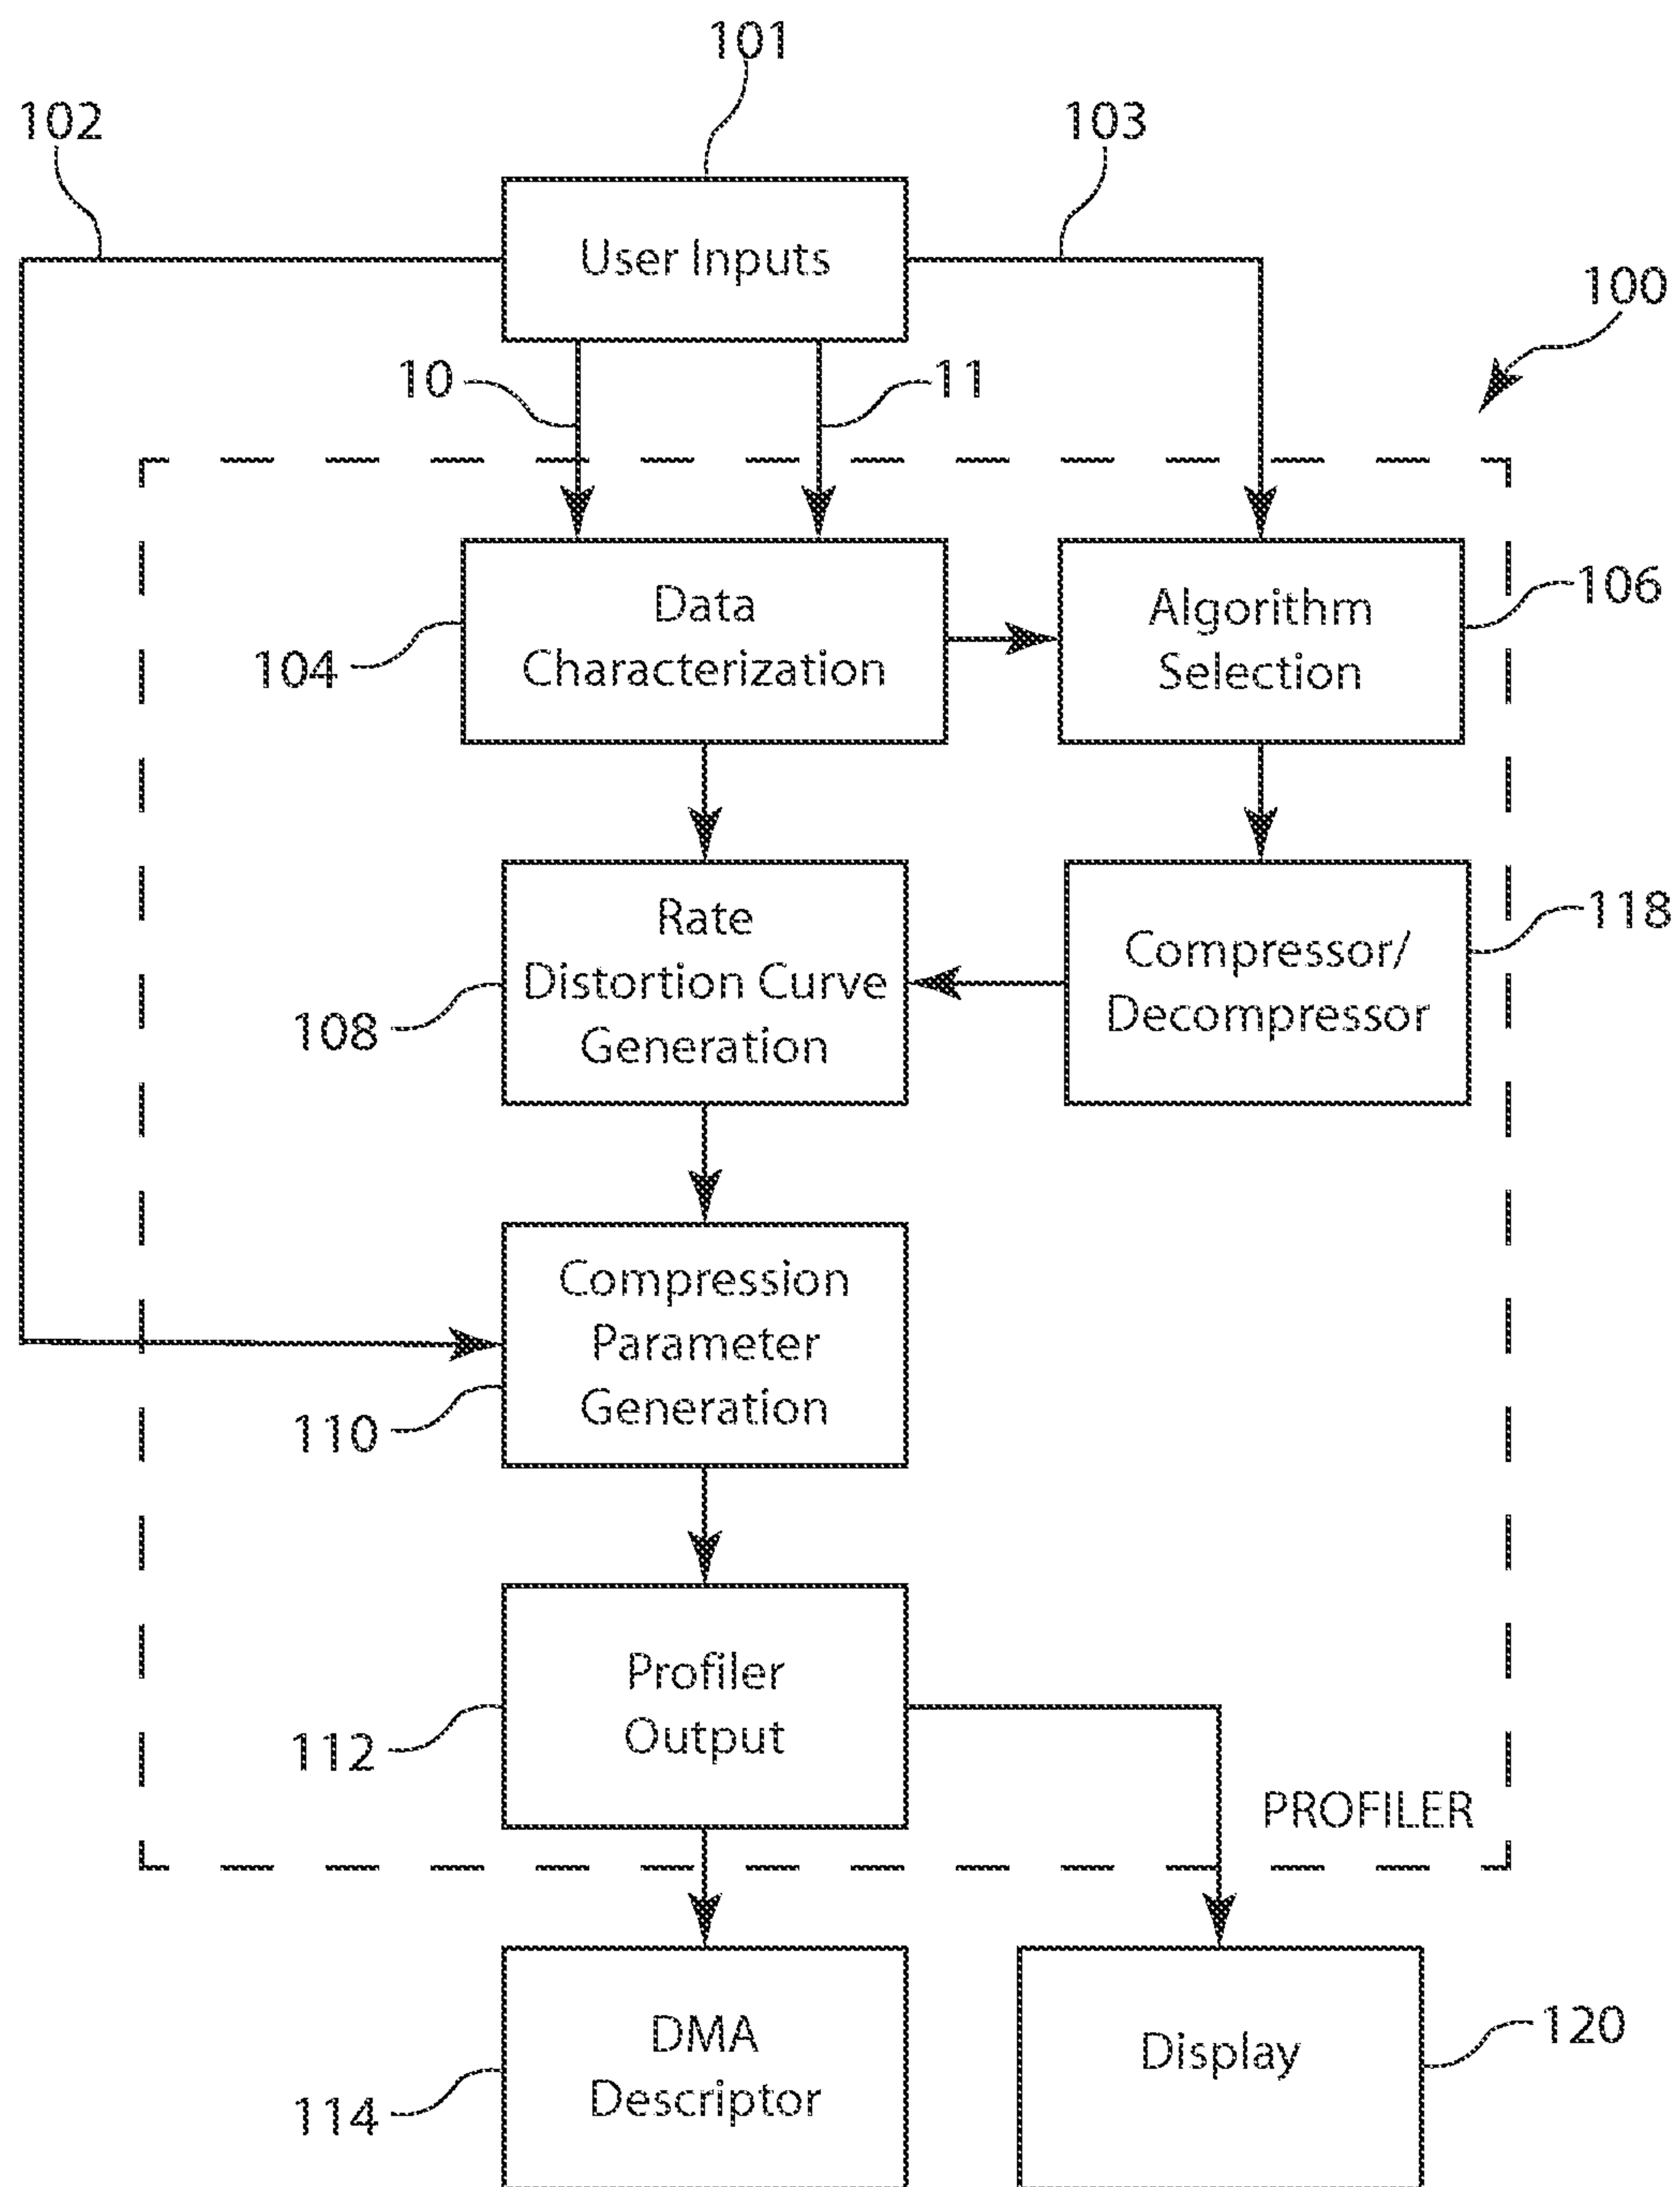 101
102
103
User Inputs
100
10
11
Data
Characterization
104
Algorithm
Selection
106
Rate
Distortion Curve
Generation
108
Compressor/
Decompressor
118
Compression
Parameter
Generation
110
Profiler
Output
112
PROFILER
DMA
Descriptor
114
Display
120